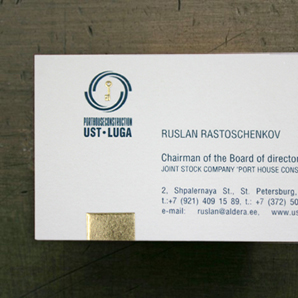 PORTHOUSECONSTRUCTION
UST•LUGA
RUSLAN RASTOSCHENKOV
Chairman of the Board of director
JOINT STOCK COMPANY 'PORT HOUSE CONS
2, Shpalernaya St., St. Petersburg,
t.:+7 (921) 409 15 89, t.: +7 (372) 50
e-mail: ruslan@aldera.ee, www.us